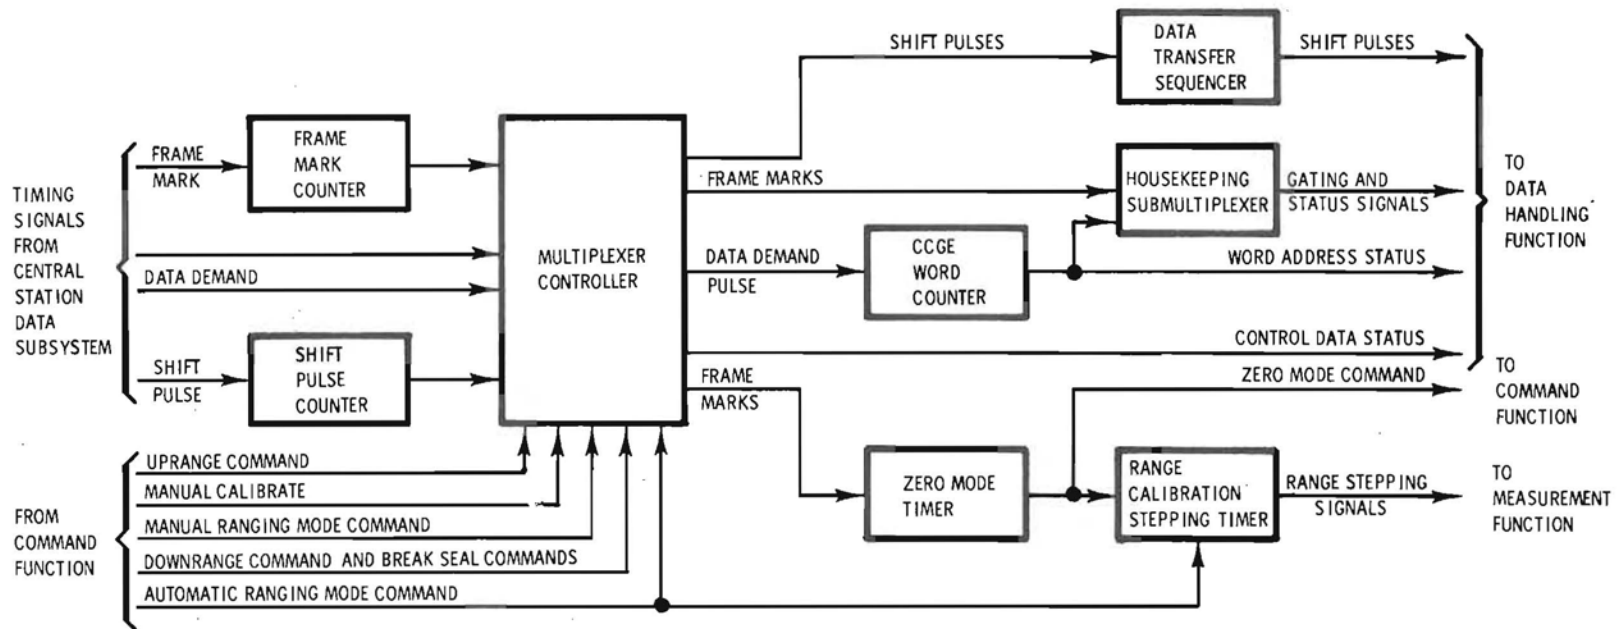 TIMING
SIGNALS
FROM
CENTRAL
STATION
DATA
SUBSYSTEM
FRAME
MARK
FRAME
MARK
COUNTER
DATA DEMAND
SHIFT
PULSE
SHIFT
PULSE
COUNTER
FROM
COMMAND
FUNCTION
UPRANGE COMMAND
MANUAL CALIBRATE
MANUAL RANGING MODE COMMAND
DOWNRANGE COMMAND AND BREAK SEAL COMMANDS
AUTOMATIC RANGING MODE COMMAND
MULTIPLEXER
CONTROLLER
SHIFT PULSES
DATA
TRANSFER
SEQUENCER
SHIFT PULSES
FRAME MARKS
HOUSEKEEPING
SUBMULTIPLEXER
GATING AND
STATUS SIGNALS
DATA DEMAND
PULSE
CCGE
WORD
COUNTER
WORD ADDRESS STATUS
CONTROL DATA STATUS
TO
DATA
HANDLING
FUNCTION
FRAME
MARKS
ZERO MODE COMMAND
TO
COMMAND
FUNCTION
ZERO MODE
TIMER
RANGE
CALIBRATION
STEPPING TIMER
RANGE STEPPING
SIGNALS
TO
MEASUREMENT
FUNCTION